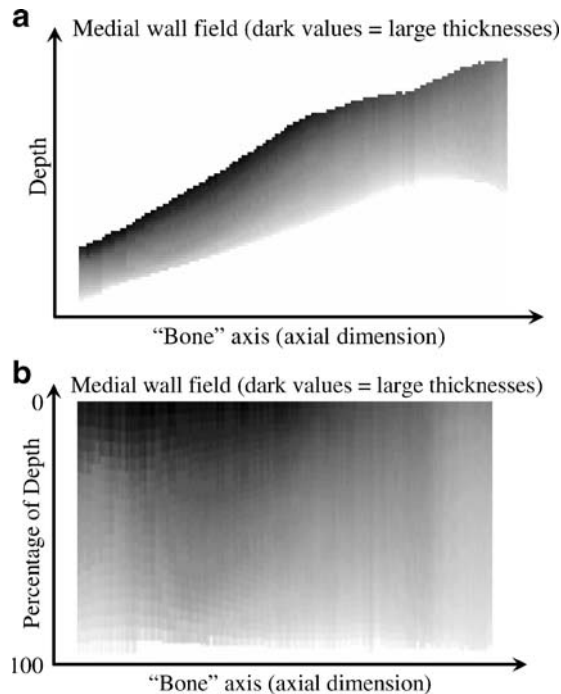 a
Medial wall field (dark values = large thicknesses)
Depth
“Bone” axis (axial dimension)
b
Medial wall field (dark values = large thicknesses)
0
Percentage of Depth
100
“Bone” axis (axial dimension)